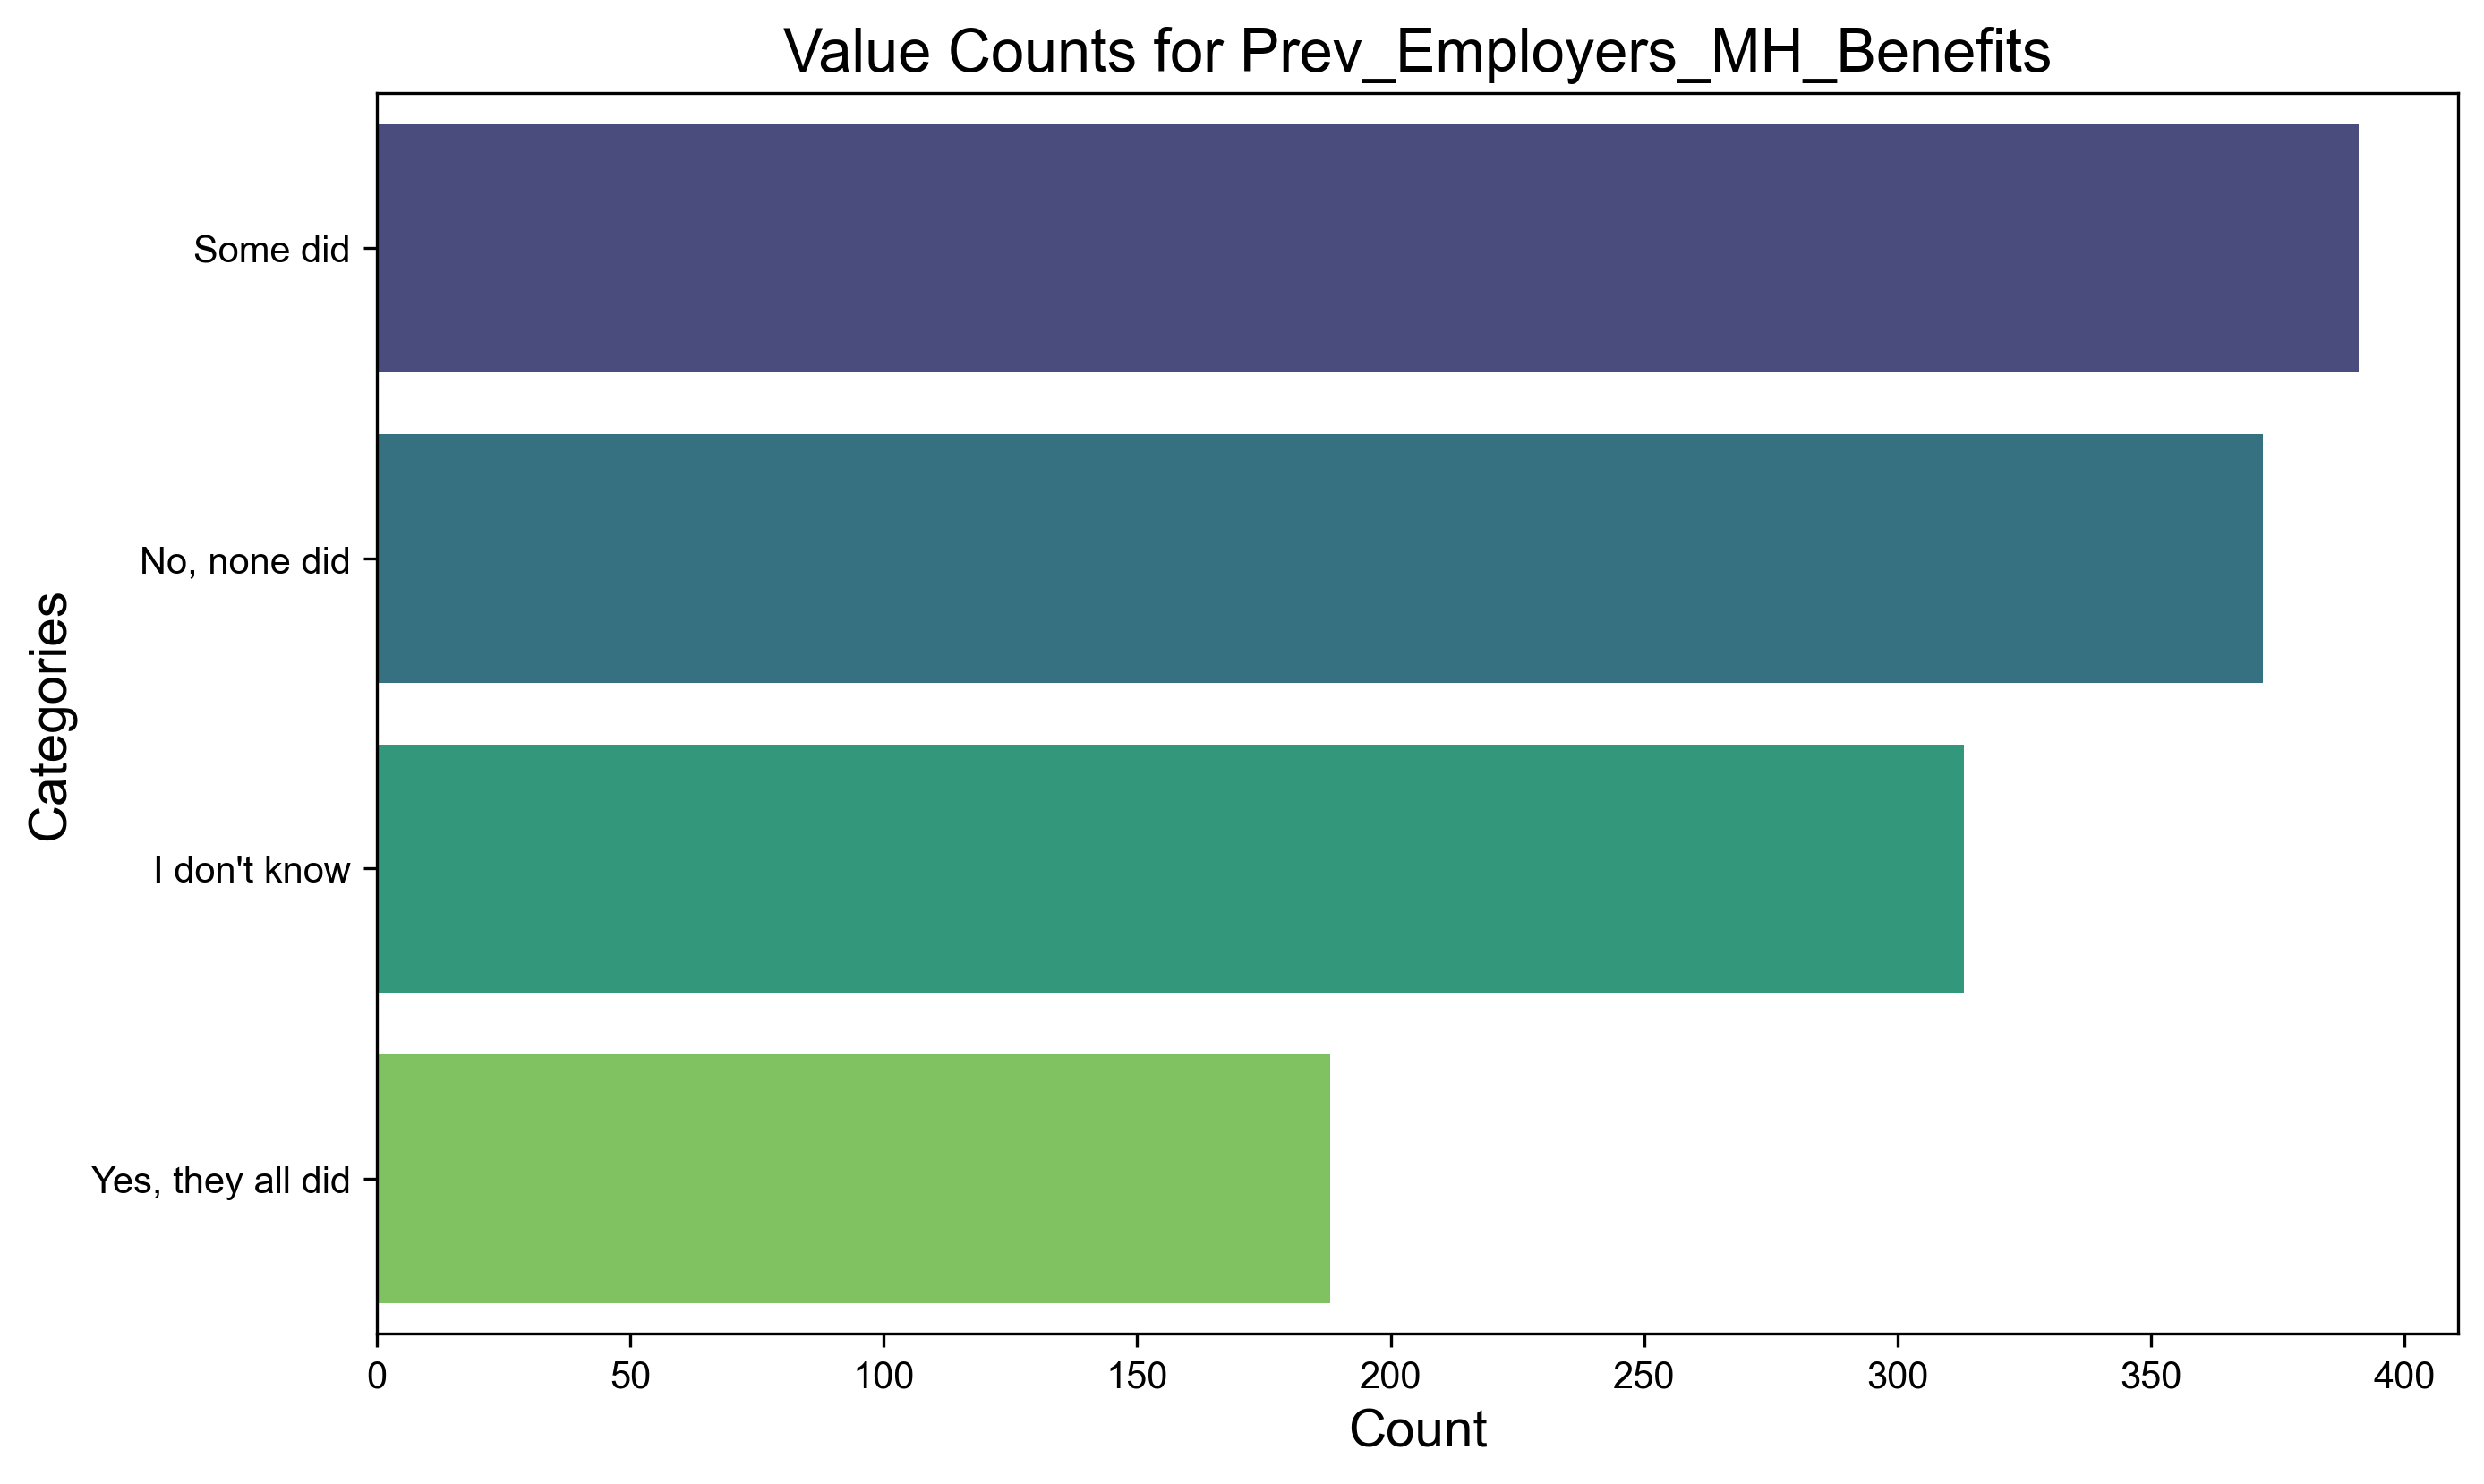 Value Counts for Prev_Employers_MH_Benefits
Categories
Some did
No, none did
I don't know
Yes, they all did
0 50 100 150 200 250 300 350 400
Count